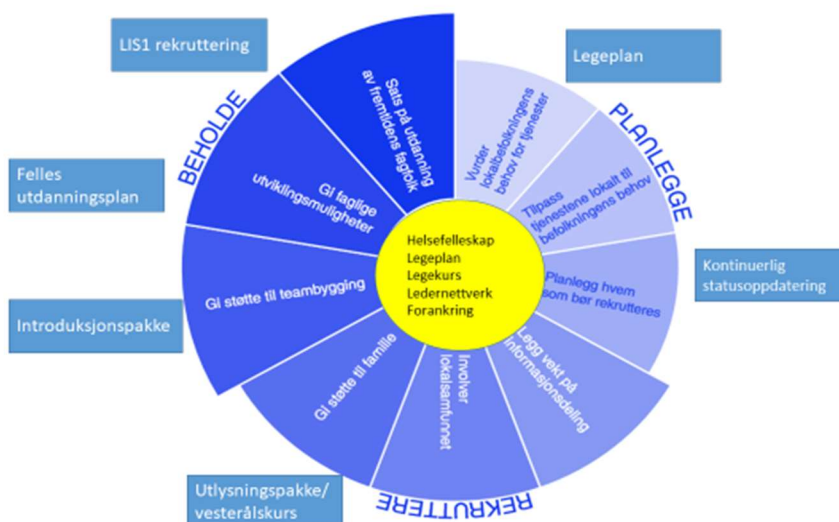 LIS1 rekruttering
Legeplan
BEHOLDE
PLANLEGGE
REKRUTTERE
Felles
utdanningsplan
Introduksjonspakke
Utlysningspakke/
vesterålskurs
Kontinuerlig
statusoppdatering
Vurder
lokalbefolkningens
behov for tjenester
Tilpass
tjenestene lokalt til
befolkningens behov
Planlegg hvem
som bør rekrutteres
Legg vekt på
informasjonsdeling
Involver
lokalsamfunnet
Gi støtte til familie
Gi støtte til teambygging
Gi faglige
utviklingsmuligheter
Sats på utdanning
av fremtidens fagfolk
Helsefelleskap
Legeplan
Legekurs
Ledernettverk
Forankring